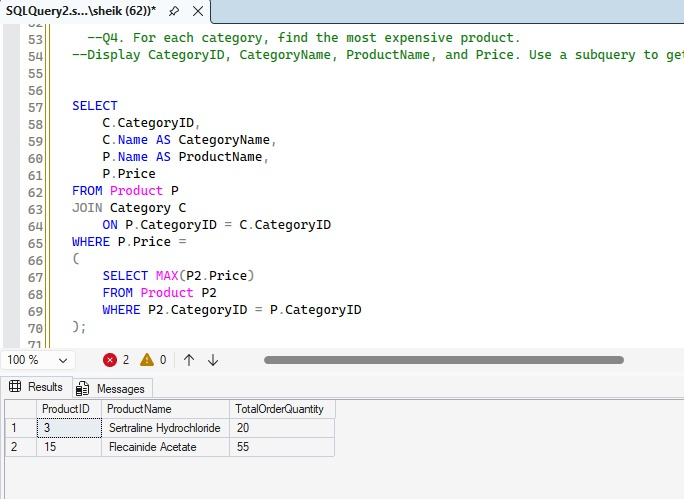 SQLQuery2.s...\sheik (62))*
53 --Q4. For each category, find the most expensive product.
54 --Display CategoryID, CategoryName, ProductName, and Price. Use a subquery to
55
56
57 SELECT
58 C.CategoryID,
59 C.Name AS CategoryName,
60 P.Name AS ProductName,
61 P.Price
62 FROM Product P
63 JOIN Category C
64 ON P.CategoryID = C.CategoryID
65 WHERE P.Price =
66 (
67 SELECT MAX(P2.Price)
68 FROM Product P2
69 WHERE P2.CategoryID = P.CategoryID
70 );
71
100 % 2 0
Results Messages
ProductID ProductName TotalOrderQuantity
1 3 Sertraline Hydrochloride 20
2 15 Flecainide Acetate 55